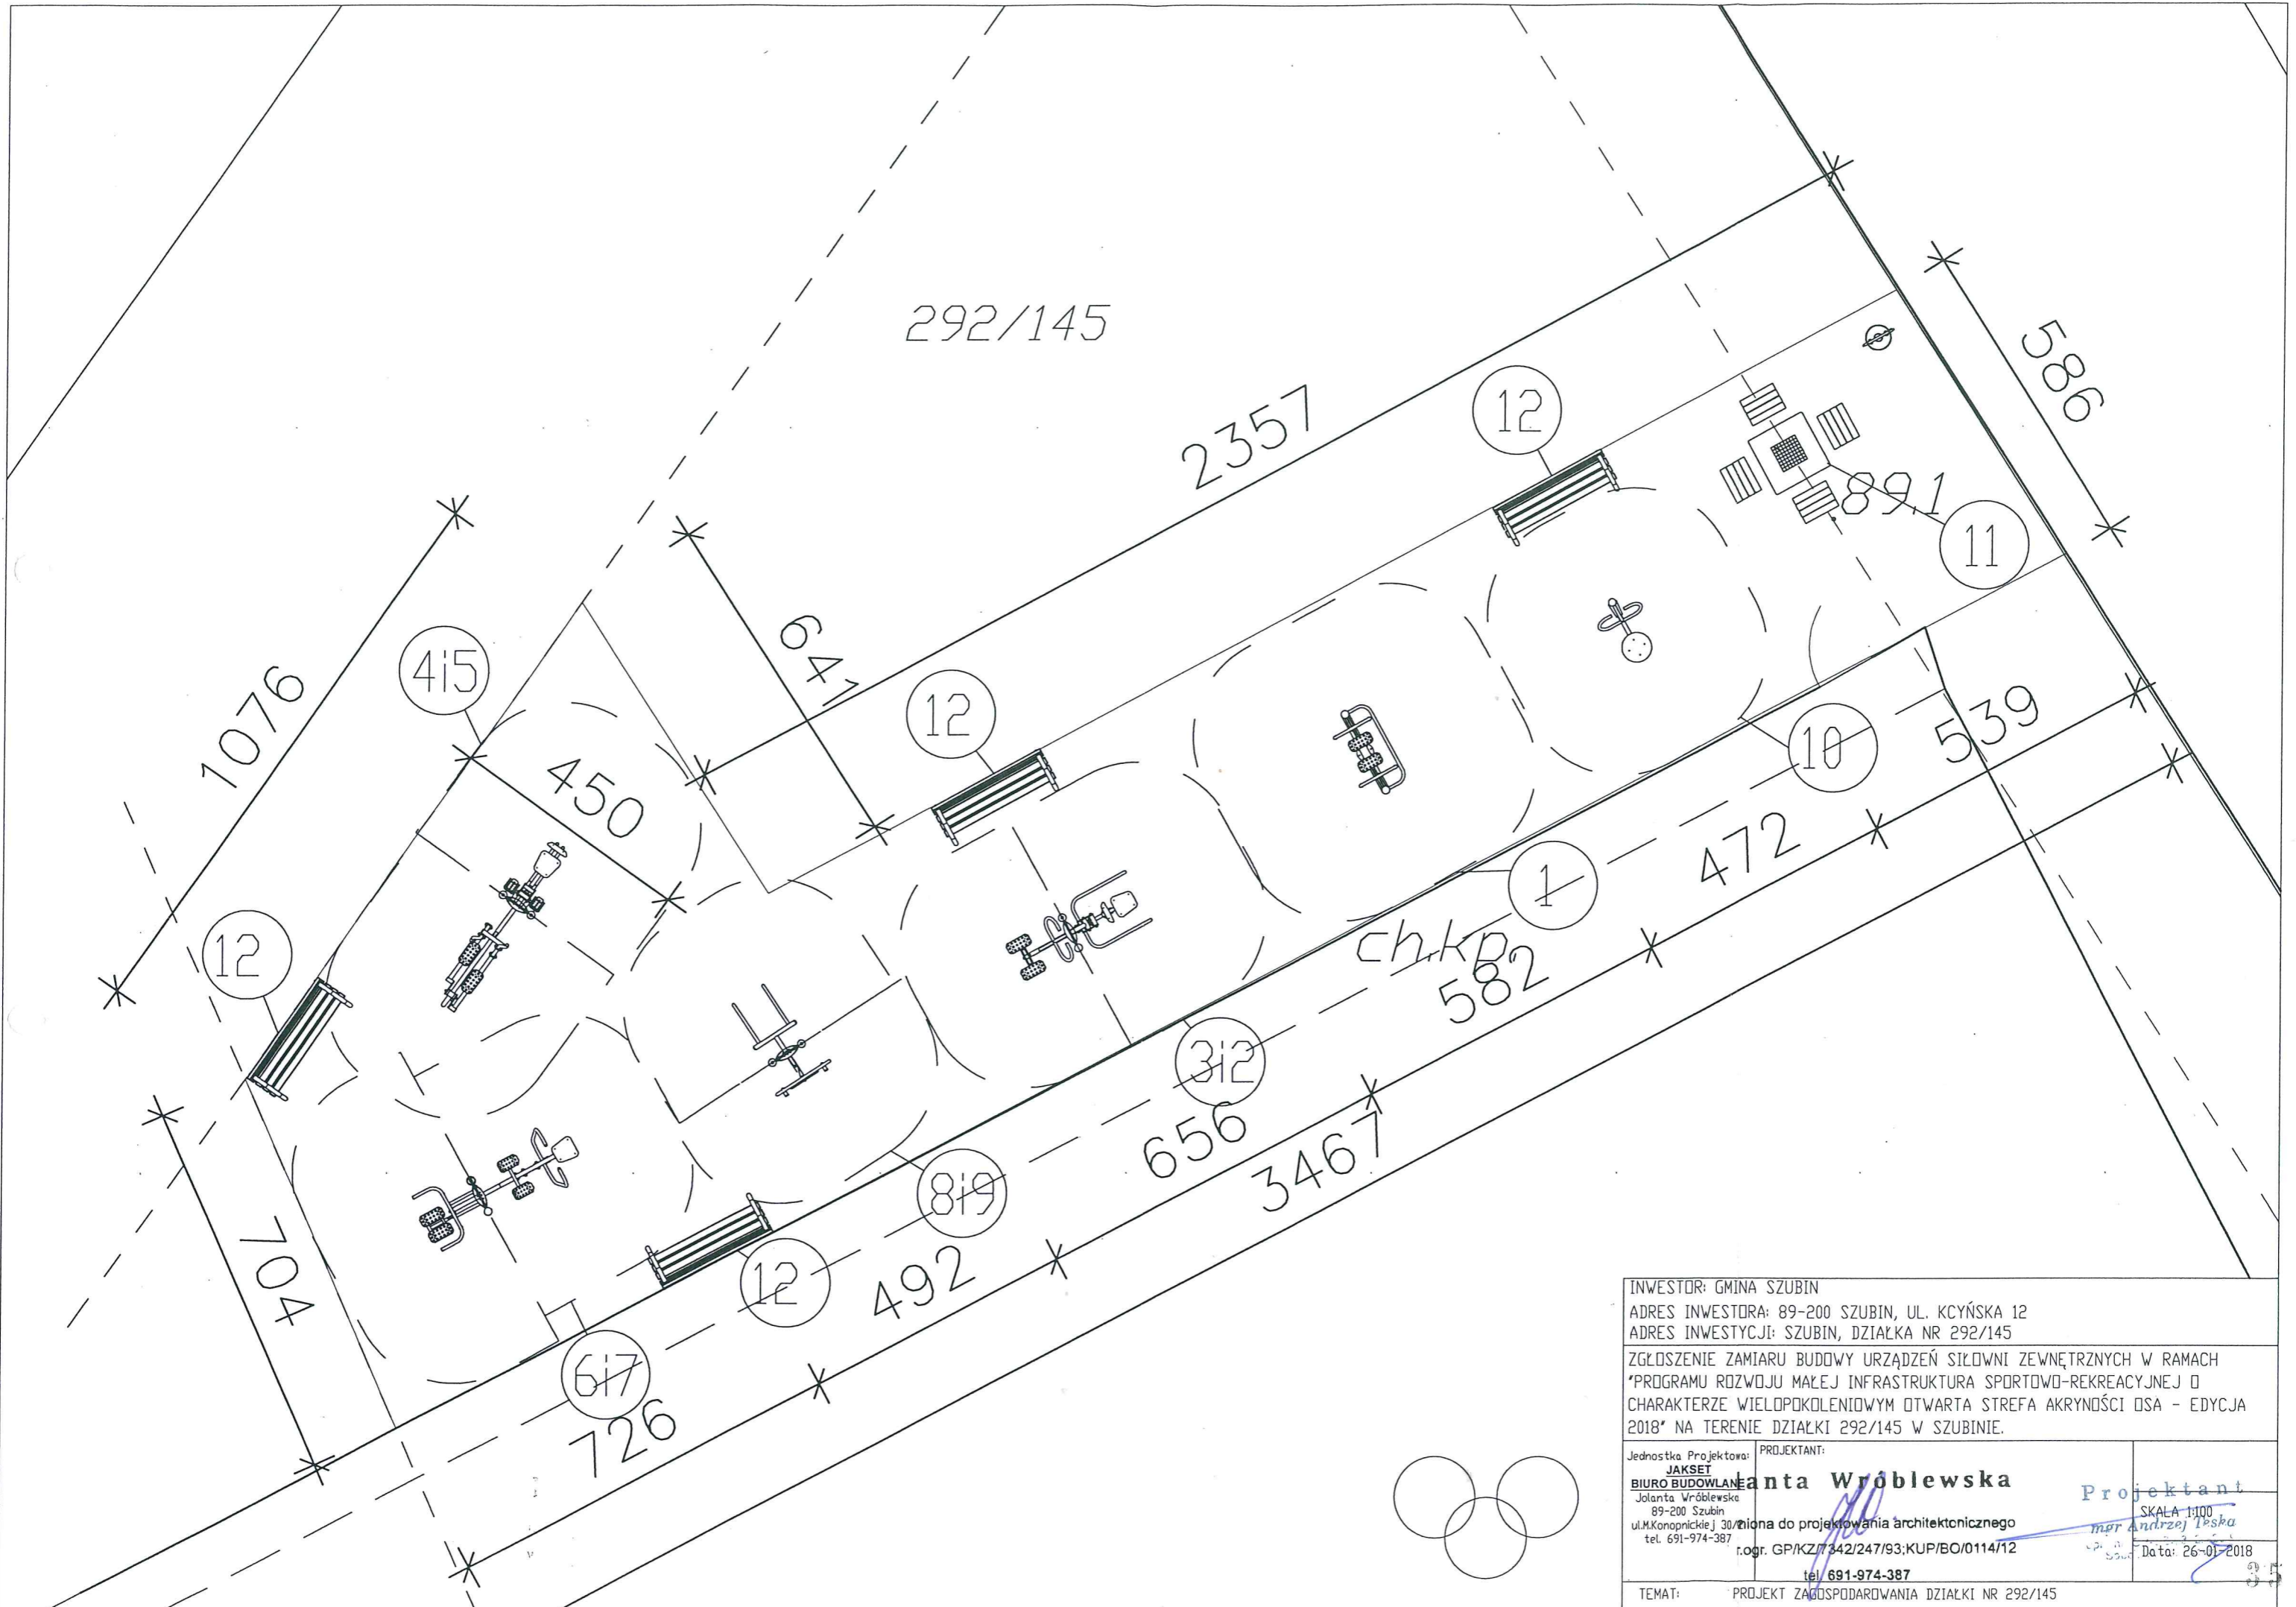 292/145
2357
586
12
89,1
11
641
4i5
12
1076
450
10
539
472
12
1
ch.kp.
582
3i2
656
3467
8i9
704
12
492
6i7
726
INWESTOR: GMINA SZUBIN
ADRES INWESTORA: 89-200 SZUBIN, UL. KCYŃSKA 12
ADRES INWESTYCJI: SZUBIN, DZIAŁKA NR 292/145
ZGŁOSZENIE ZAMIARU BUDOWY URZĄDZEŃ SIŁOWNI ZEWNĘTRZNYCH W RAMACH
"PROGRAMU ROZWOJU MAŁEJ INFRASTRUKTURA SPORTOWO-REKREACYJNEJ O
CHARAKTERZE WIELOPOKOLENIOWYM OTWARTA STREFA AKRYNOŚCI OSA - EDYCJA
2018" NA TERENIE DZIAŁKI 292/145 W SZUBINIE.
Jednostka Projektowa:
JAKSET
BIURO BUDOWLANE
Jolanta Wróblewska
89-200 Szubin
ul.M.Konopnickiej
tel. 691-974-387
PROJEKTANT:
lanta Wróblewska
niona do projektowania architektonicznego
r.ogr. GP/KZ/7342/247/93;KUP/BO/0114/12
tel. 691-974-387
Projektant
SKALA 1:100
mgr Andrzej Teska
Data: 26-01-2018
35
TEMAT: PROJEKT ZAGOSPODAROWANIA DZIAŁKI NR 292/145